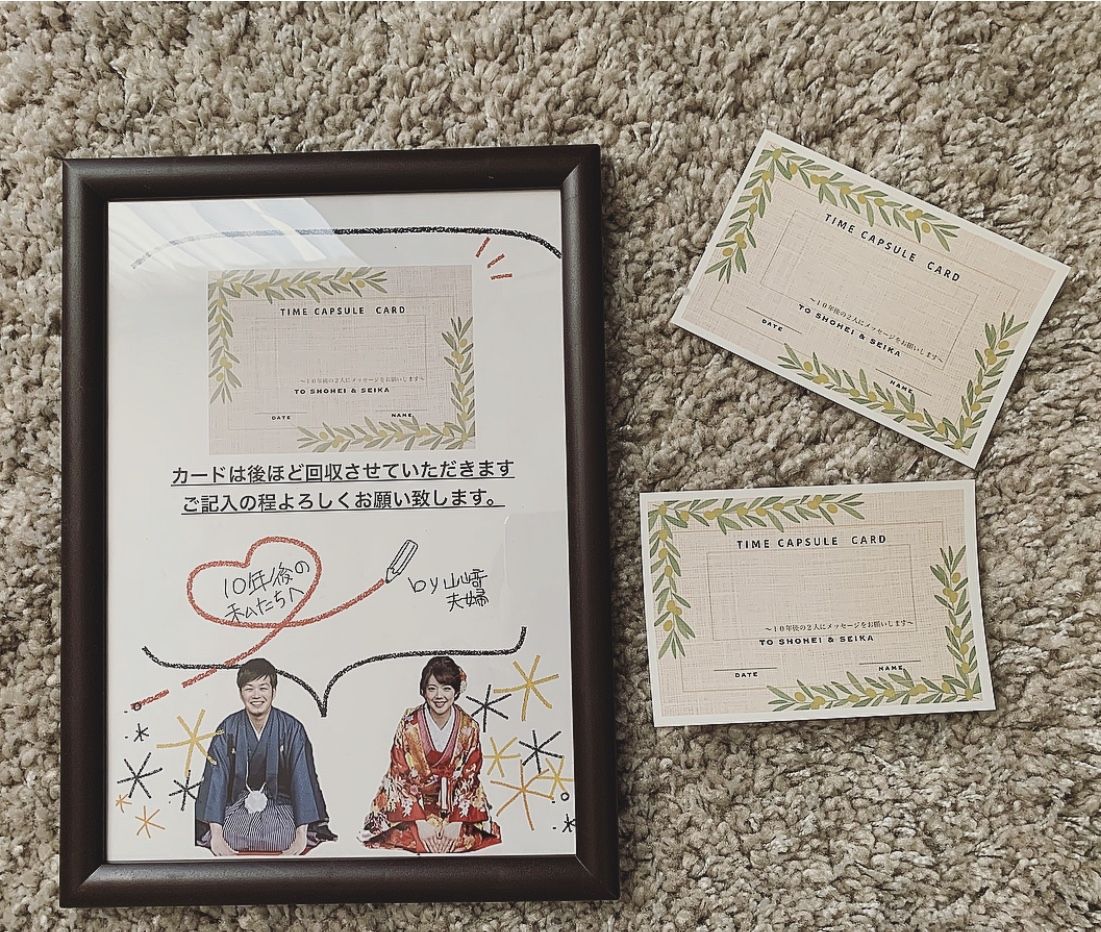 TIME CAPSULE CARD
～10年後の2人にメッセージをお願いします～
TO SHOHEI & SEIKA
DATE NAME
カードは後ほど回収させていただきます
ご記入の程よろしくお願い致します。
10年後の
私たちへ
by 山崎
夫婦
TIME CAPSULE CARD
～10年後の2人にメッセージをお願いします～
TO SHOHEI & SEIKA
DATE NAME
TIME CAPSULE CARD
～10年後の2人にメッセージをお願いします～
TO SHOHEI & SEIKA
DATE NAME